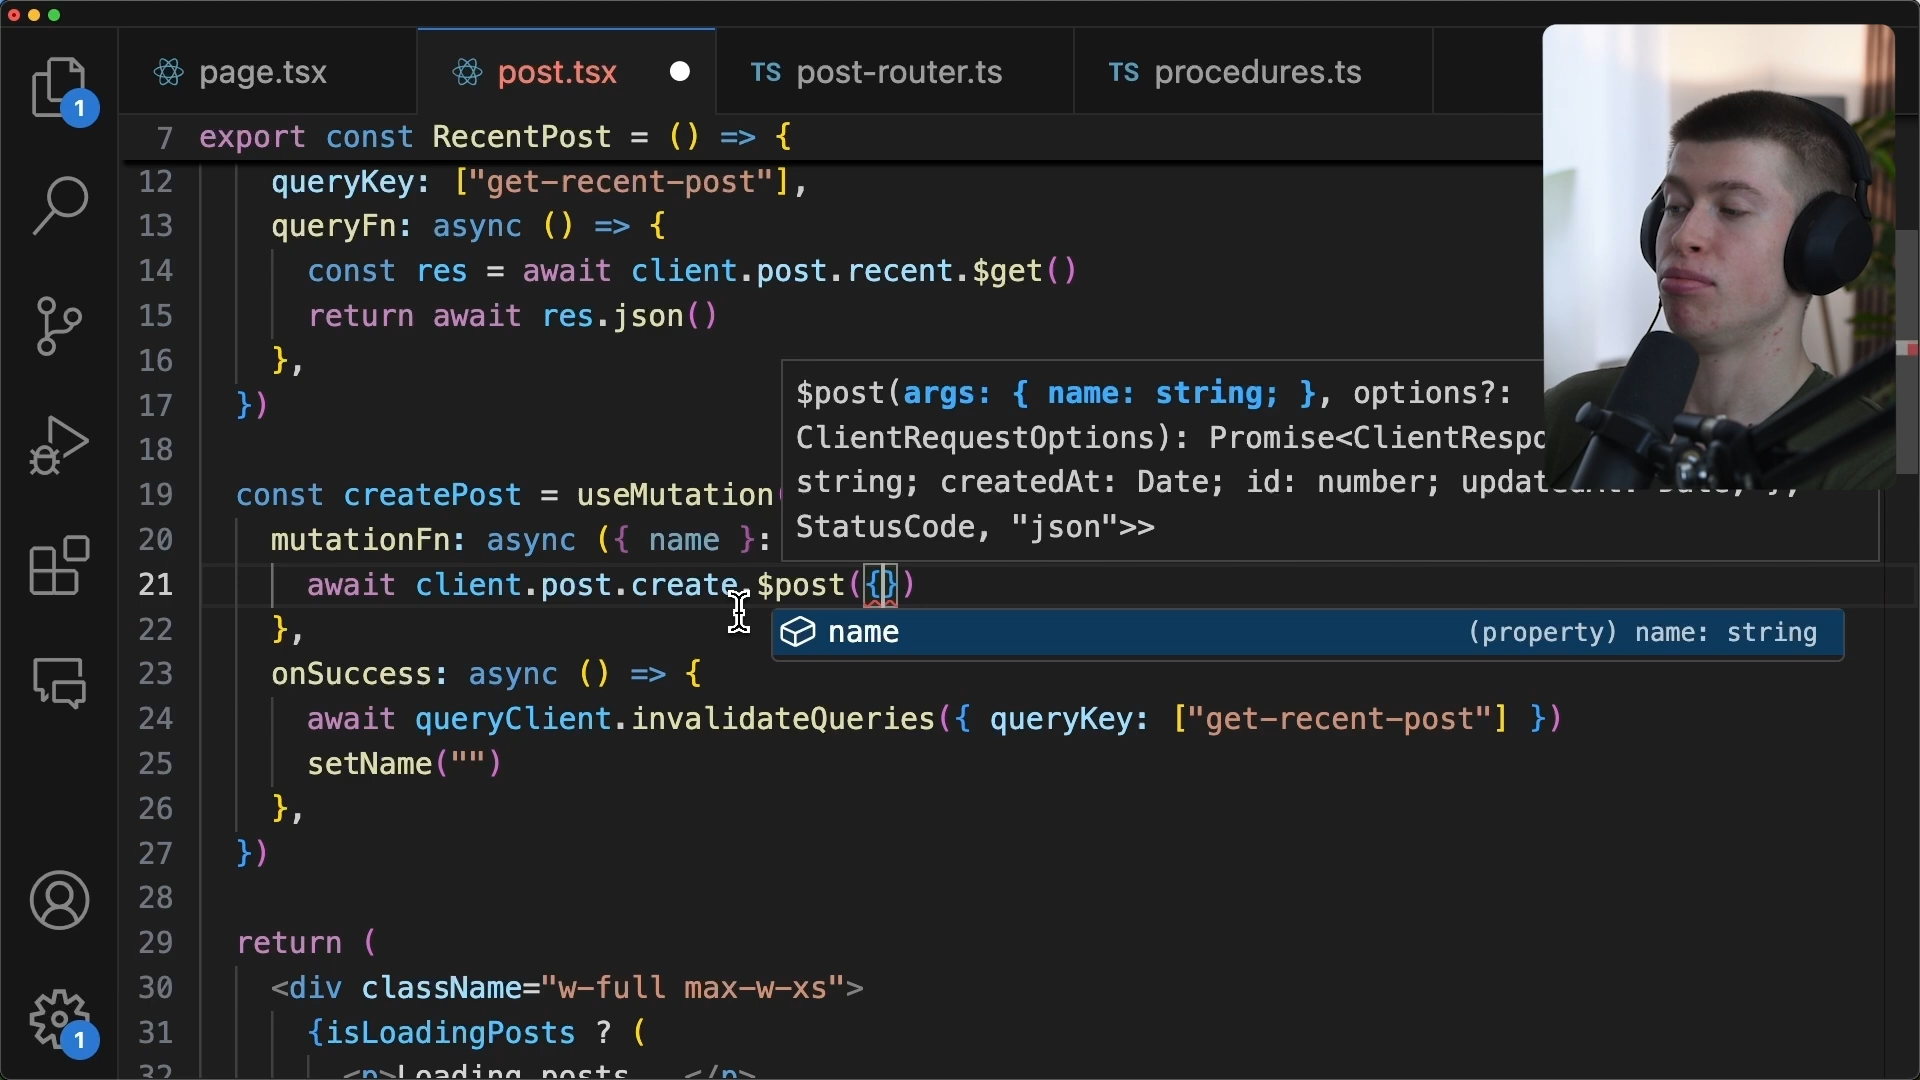 page.tsx
post.tsx
TS post-router.ts
TS procedures.ts
1
7 export const RecentPost = () => {
12 queryKey: ["get-recent-post"],
13 queryFn: async () => {
14 const res = await client.post.recent.$get()
15 return await res.json()
16 },
17 })
18
$post(args: { name: string; }, options?:
ClientRequestOptions): Promise<ClientRespo
string; createdAt: Date; id: number;
StatusCode, "json">>
19 const createPost = useMutation
20 mutationFn: async ({ name }:
21 await client.post.create.$post({})
name (property) name: string
22 },
23 onSuccess: async () => {
24 await queryClient.invalidateQueries({ queryKey: ["get-recent-post"] })
25 setName("")
26 },
27 })
28
29 return (
30 <div className="w-full max-w-xs">
31 {isLoadingPosts ? (
32 <p>Loading posts...</p>
1